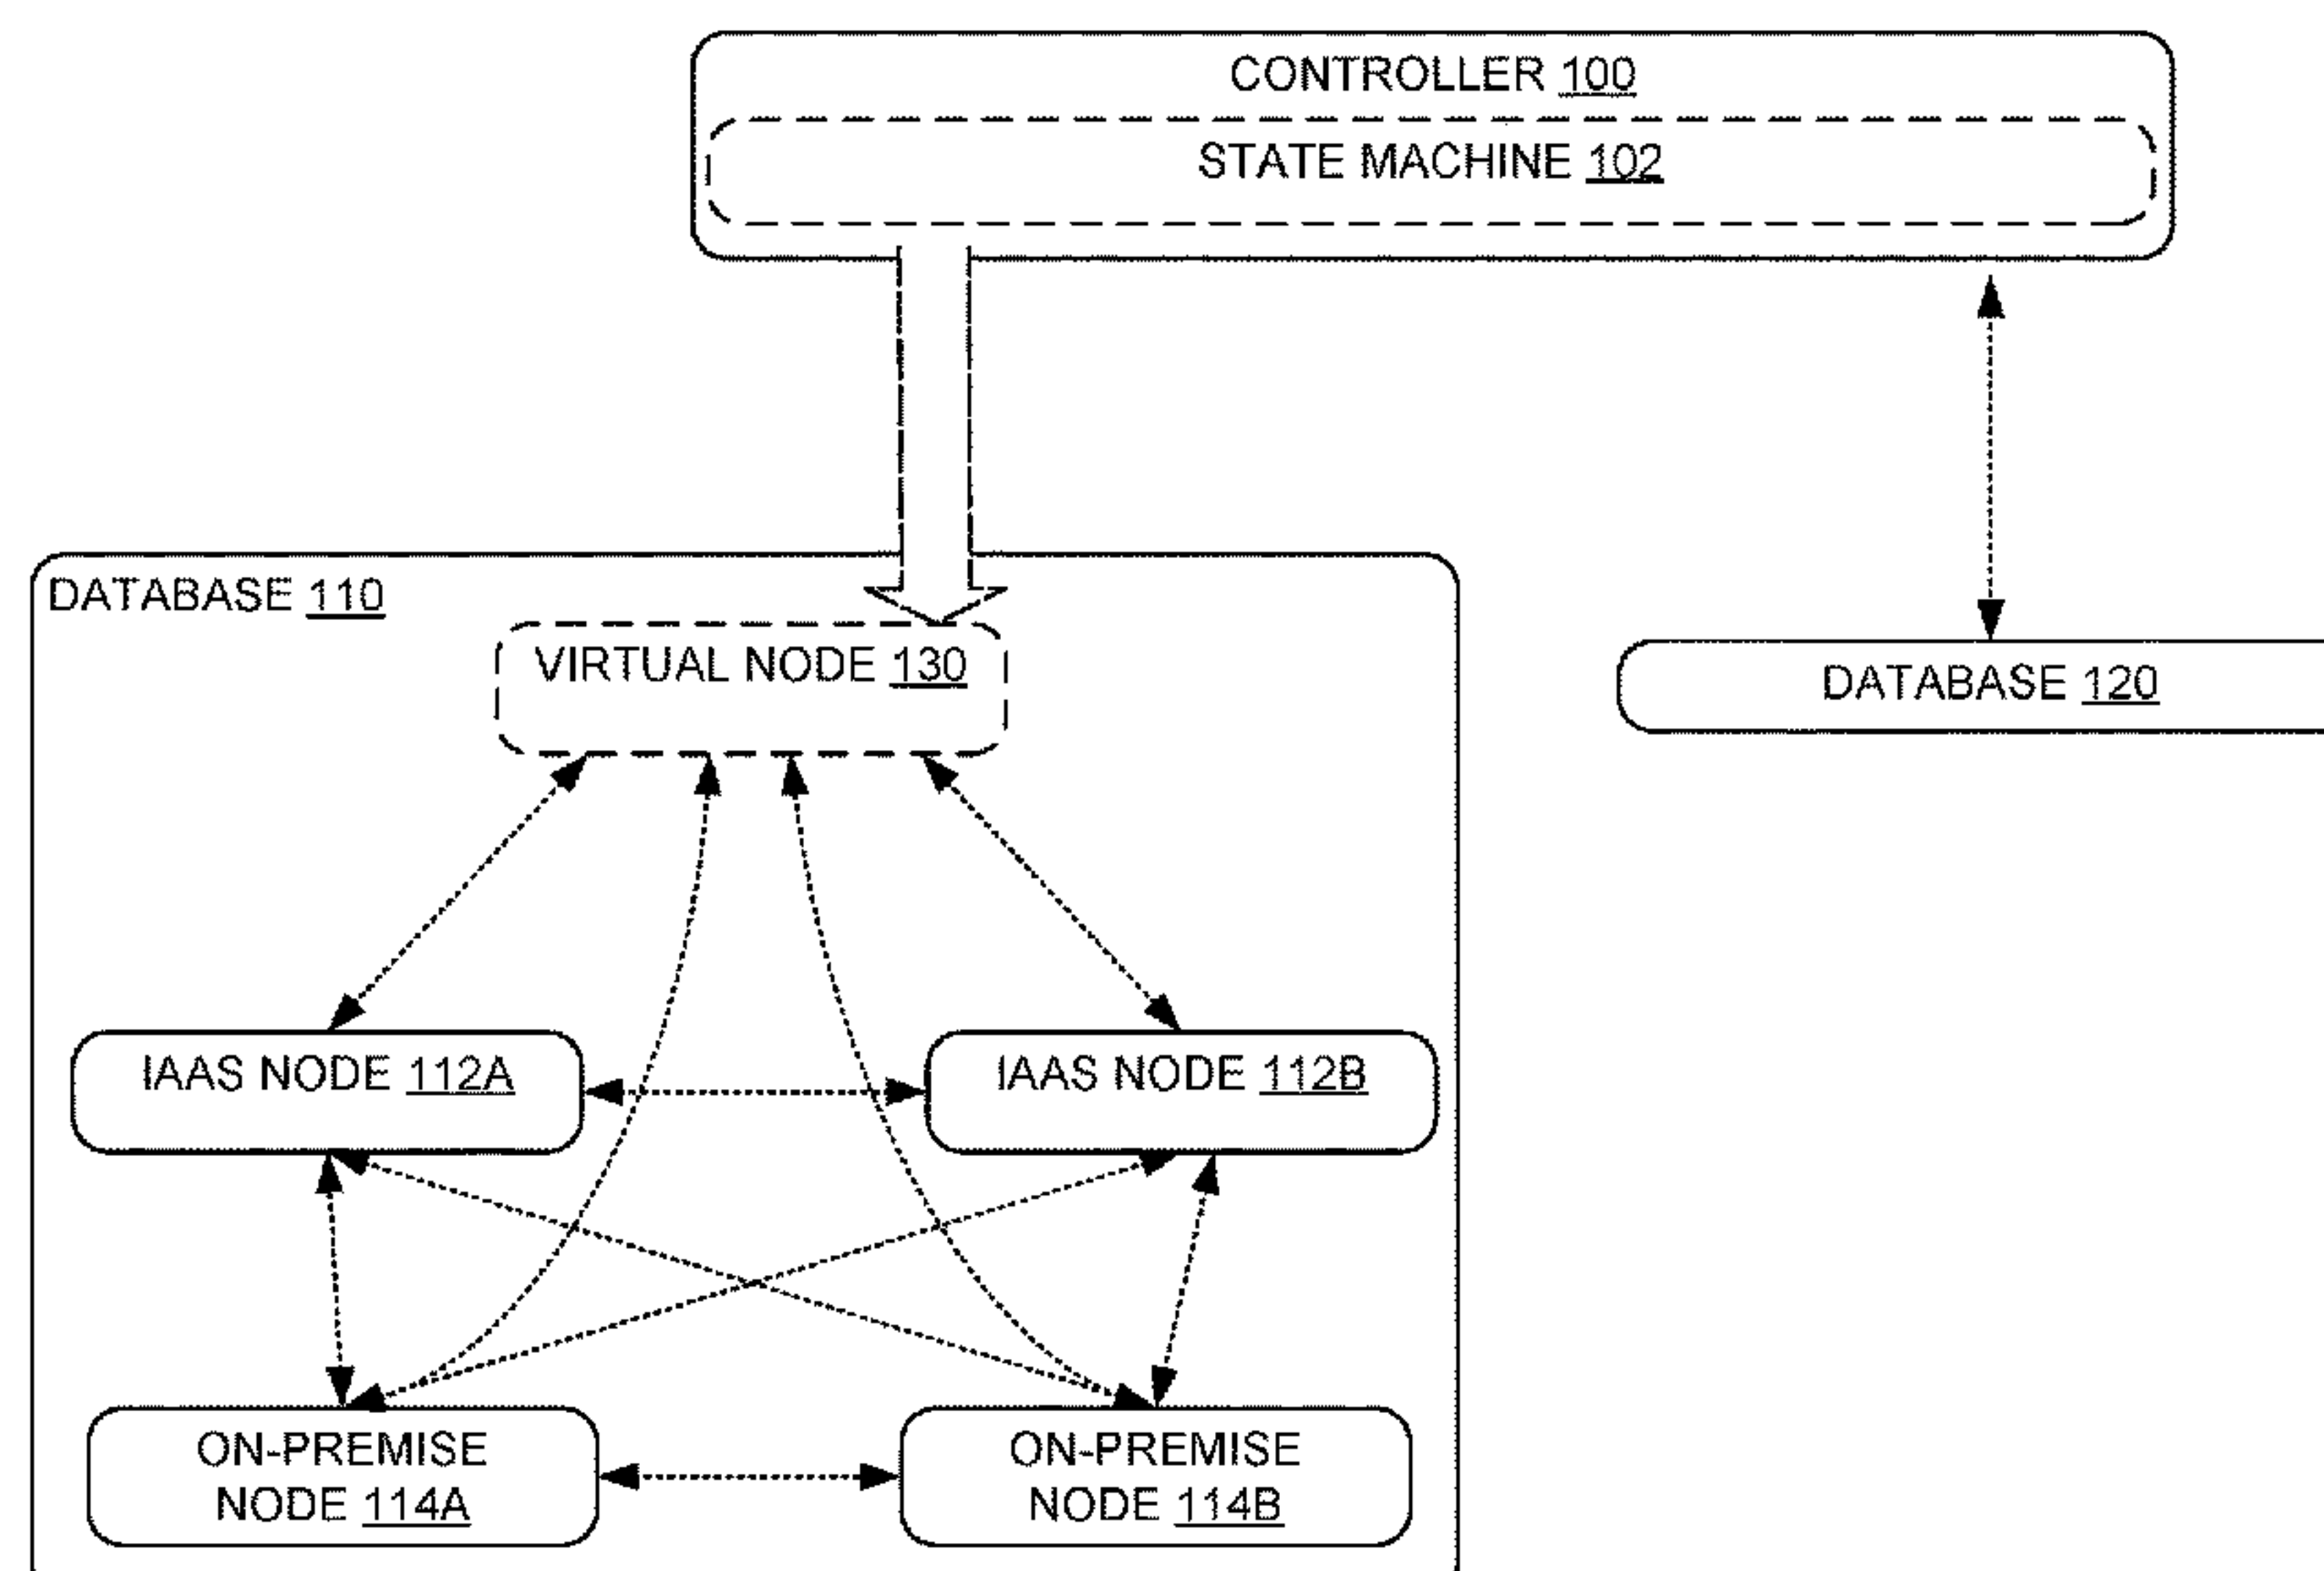 CONTROLLER 100
STATE MACHINE 102
DATABASE 110
VIRTUAL NODE 130
DATABASE 120
IAAS NODE 112A
IAAS NODE 112B
ON-PREMISE
NODE 114A
ON-PREMISE
NODE 114B